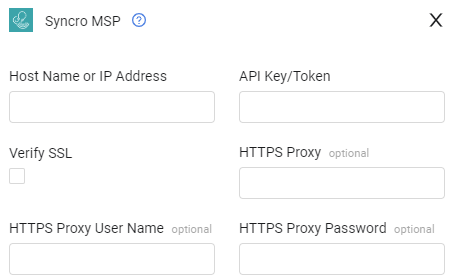 Syncro MSP ?
X
Host Name or IP Address
API Key/Token
Verify SSL
HTTPS Proxy optional
HTTPS Proxy User Name optional
HTTPS Proxy Password optional